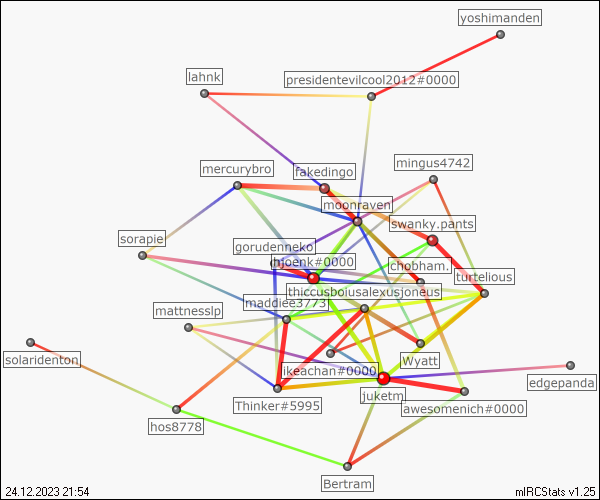 yoshimanden
lahnk
presidentevilcool2012#0000
mingus4742
mercurybro
fakedingo
moonraven
swanky.pants
sorapie
gorudenneko
hjoenk#0000
chobham.
turtelious
thiccusbojusalexusjoneus
maddiee3773
mattnesslp
solaridenton
Wyatt
ikeachan#0000
edgepanda
Thinker#5995
juketm
awesomenich#0000
hos8778
Bertram
24.12.2023 21:54
mIRCStats v1.25